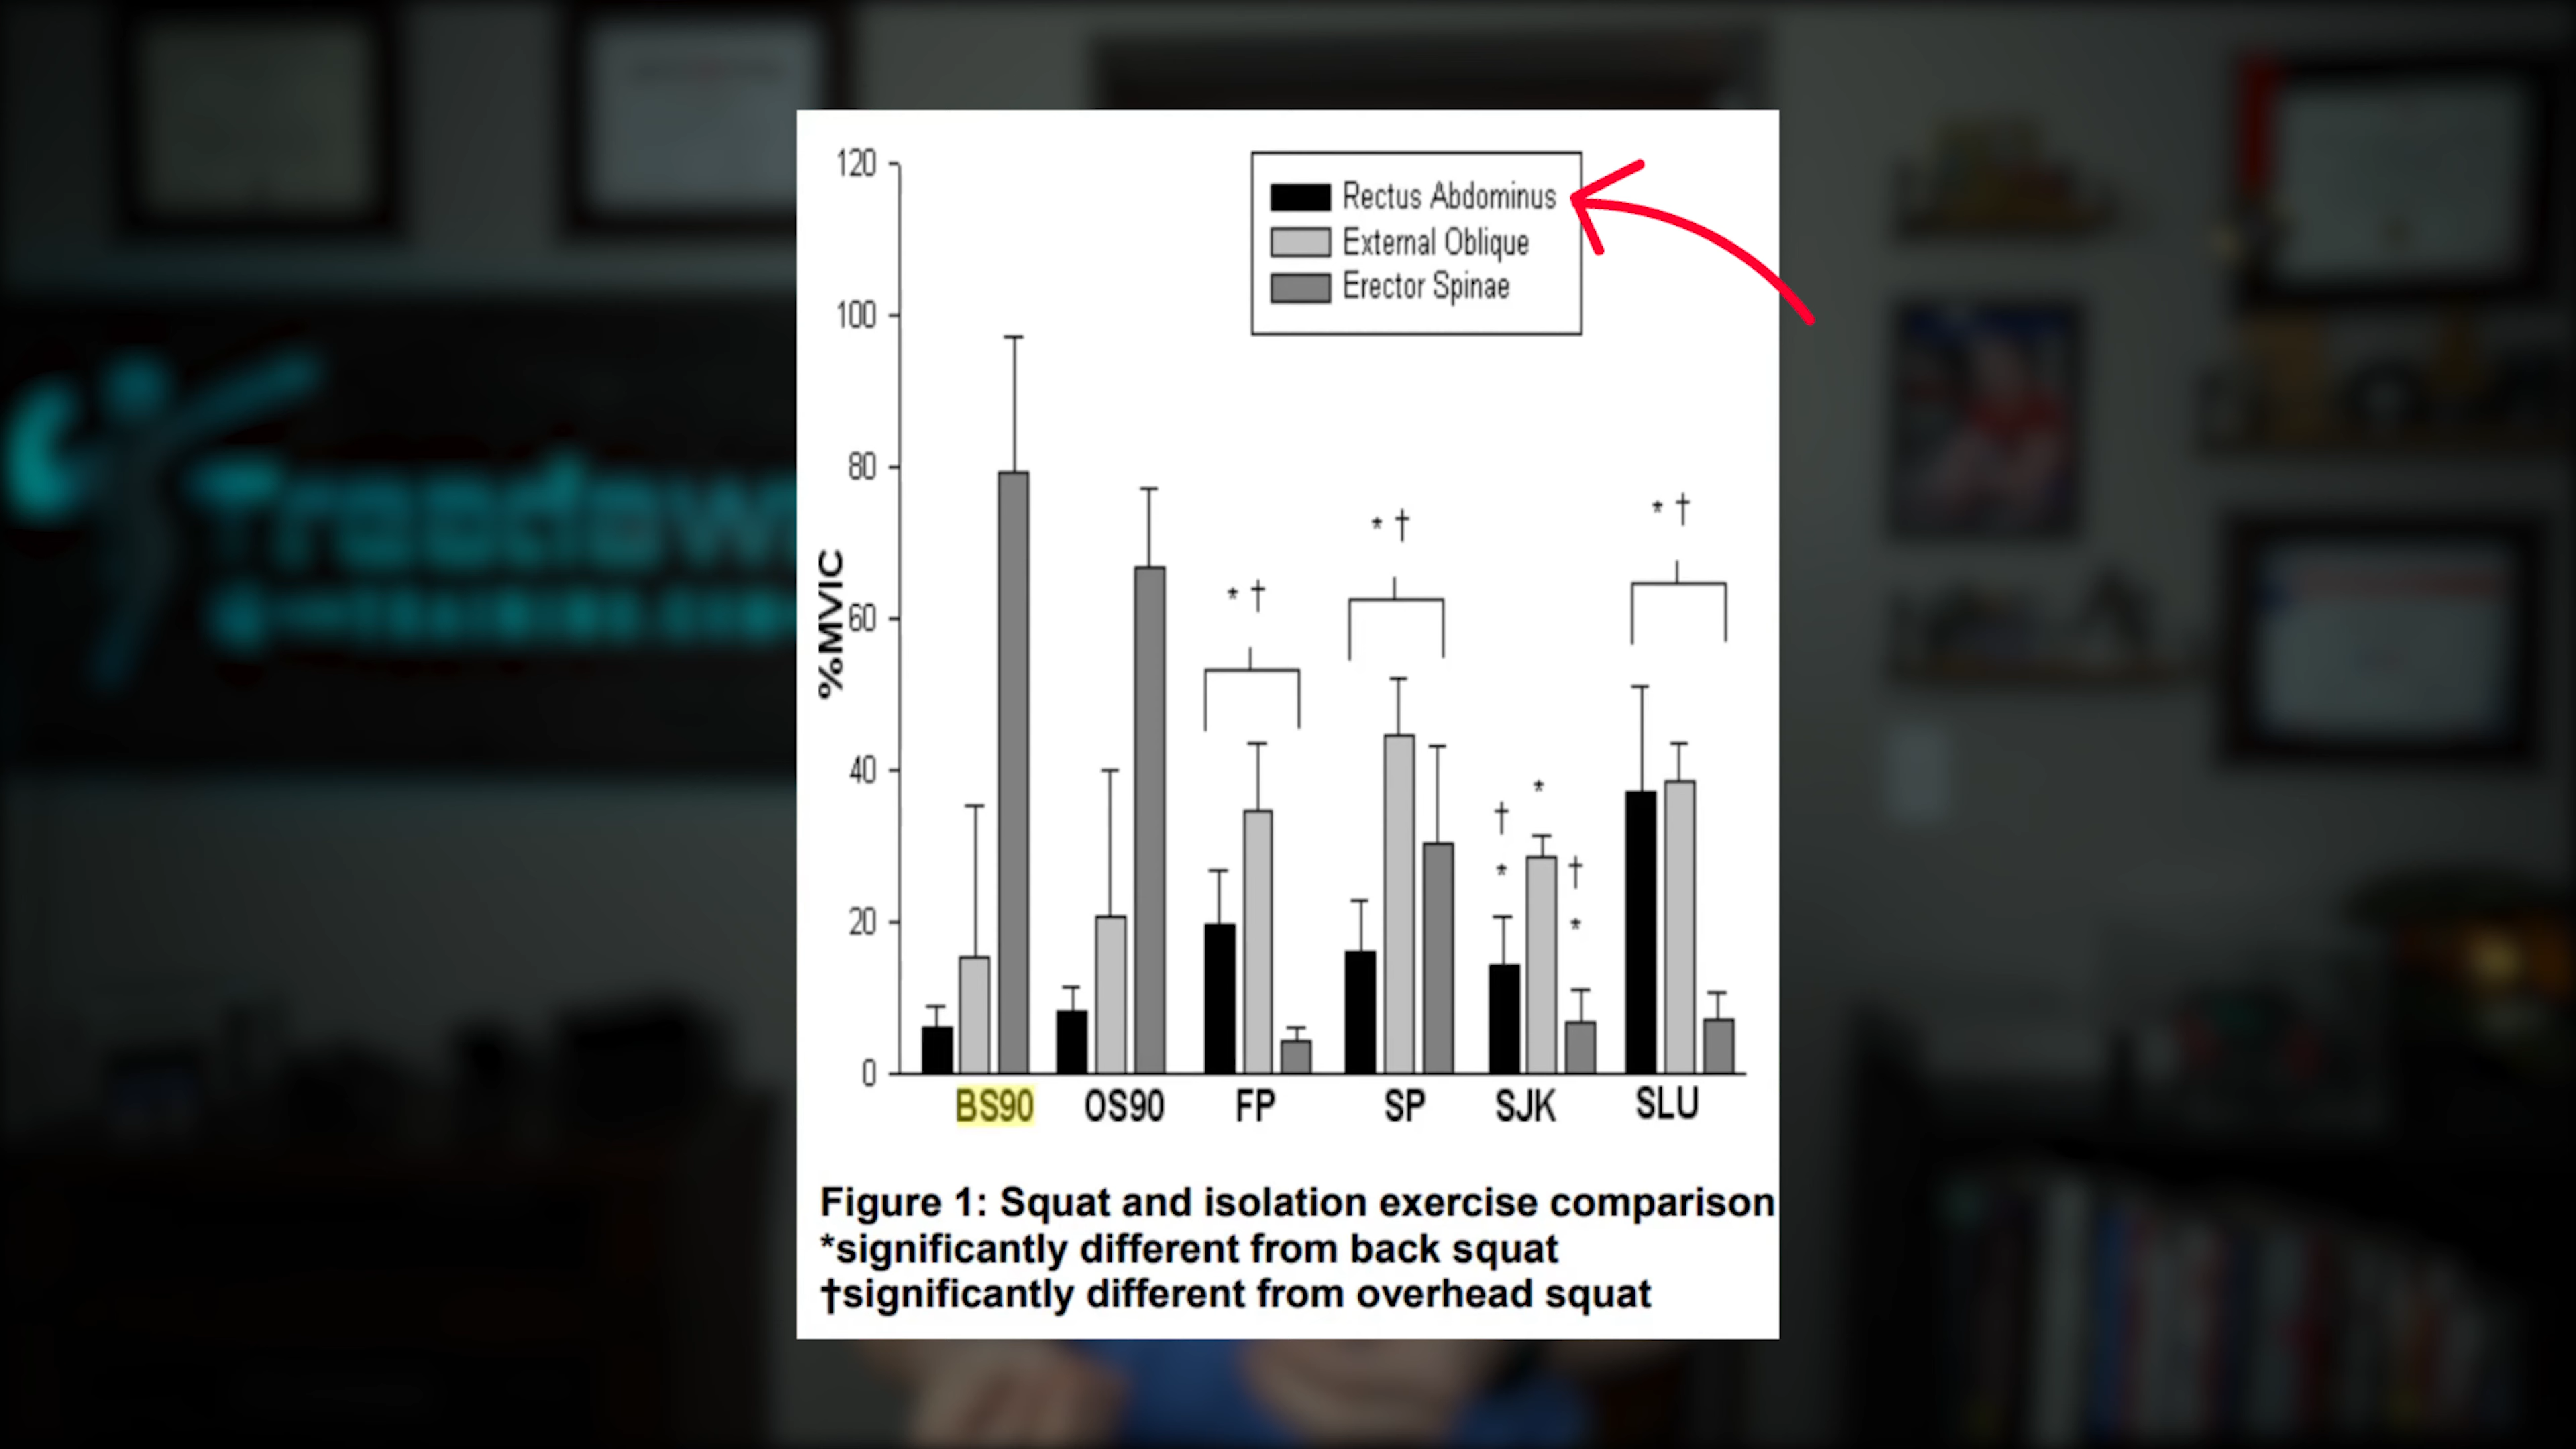 120
Rectus Abdominus
External Oblique
Erector Spinae
100
80
* †
* †
* †
%MVIC
60
40
† *
* †
*
20
0
BS90 OS90 FP SP SJK SLU
Figure 1: Squat and isolation exercise comparison
*significantly different from back squat
†significantly different from overhead squat